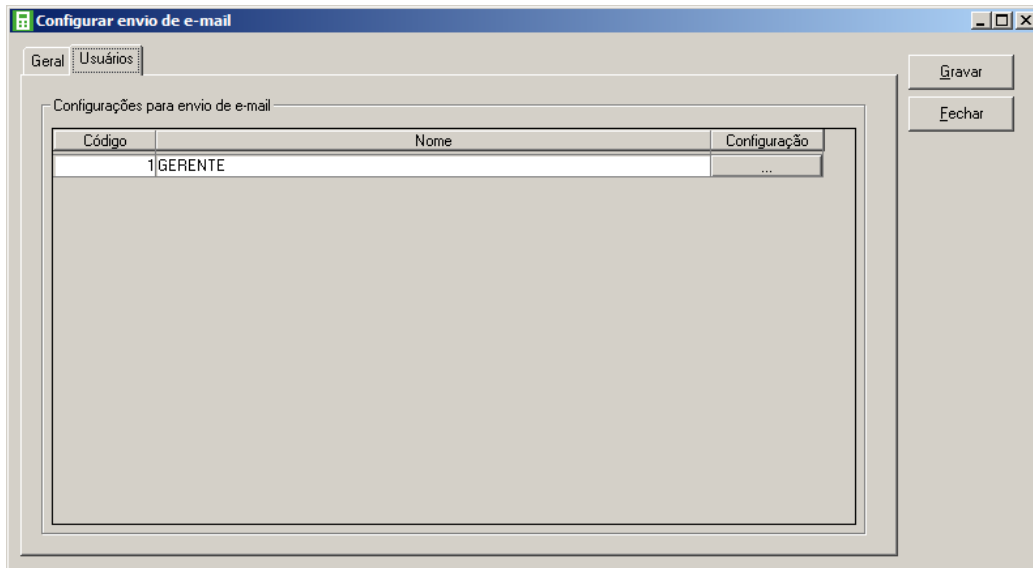 Configurar envio de e-mail
Geral
Usuários
Gravar
Fechar
Configurações para envio de e-mail
Código Nome Configuração
1 GERENTE ...